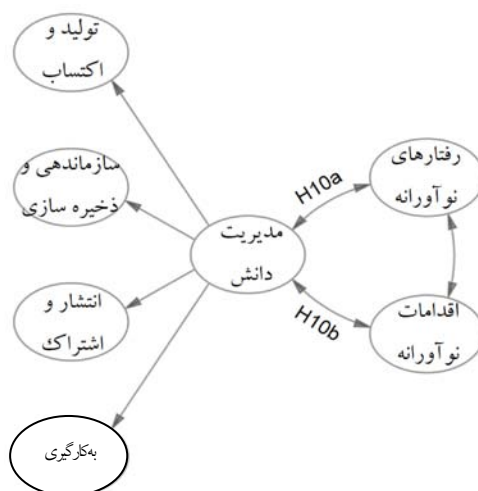 تولید و
اکتساب
سازماندهی و
ذخیره سازی
انتشار و
اشتراک
به‌کارگیری
مدیریت
دانش
H10a
H10b
رفتارهای
نوآورانه
اقدامات
نوآورانه